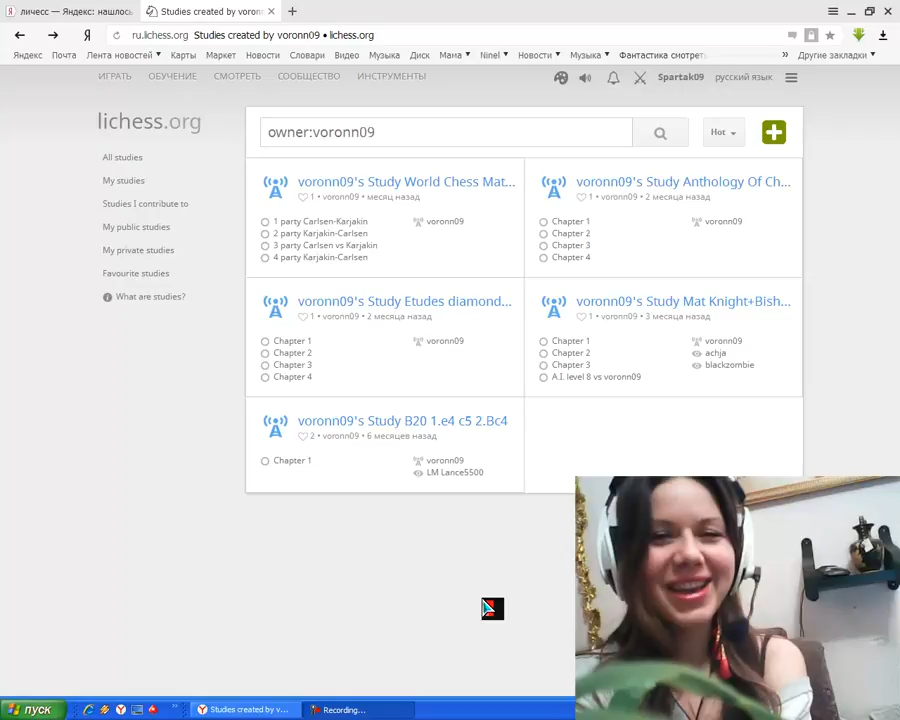 личесс — Яндекс: нашлось
Studies created by voronn
ru.lichess.org Studies created by voronn09 • lichess.org
Яндекс Почта Лента новостей Карты Маркет Новости Словари Видео Музыка Диск Мама Ninel Новости Музыка Фантастика смотреть
» Другие закладки
ИГРАТЬ ОБУЧЕНИЕ СМОТРЕТЬ СООБЩЕСТВО ИНСТРУМЕНТЫ
Spartak09 русский язык
lichess.org
All studies
My studies
Studies I contribute to
My public studies
My private studies
Favourite studies
What are studies?
owner:voronn09
Hot
voronn09's Study World Chess Mat...
1 • voronn09 • месяц назад
1 party Carlsen-Karjakin
2 party Karjakin-Carlsen
3 party Carlsen vs Karjakin
4 party Karjakin-Carlsen
voronn09
voronn09's Study Anthology Of Ch...
1 • voronn09 • 2 месяца назад
Chapter 1
Chapter 2
Chapter 3
Chapter 4
voronn09
voronn09's Study Etudes diamond...
1 • voronn09 • 2 месяца назад
Chapter 1
Chapter 2
Chapter 3
Chapter 4
voronn09
voronn09's Study Mat Knight+Bish...
1 • voronn09 • 3 месяца назад
Chapter 1
Chapter 2
Chapter 3
A.I. level 8 vs voronn09
voronn09
achja
blackzombie
voronn09's Study B20 1.e4 c5 2.Bc4
2 • voronn09 • 6 месяцев назад
Chapter 1
voronn09
LM Lance5500
пуск
Studies created by v...
Recording...